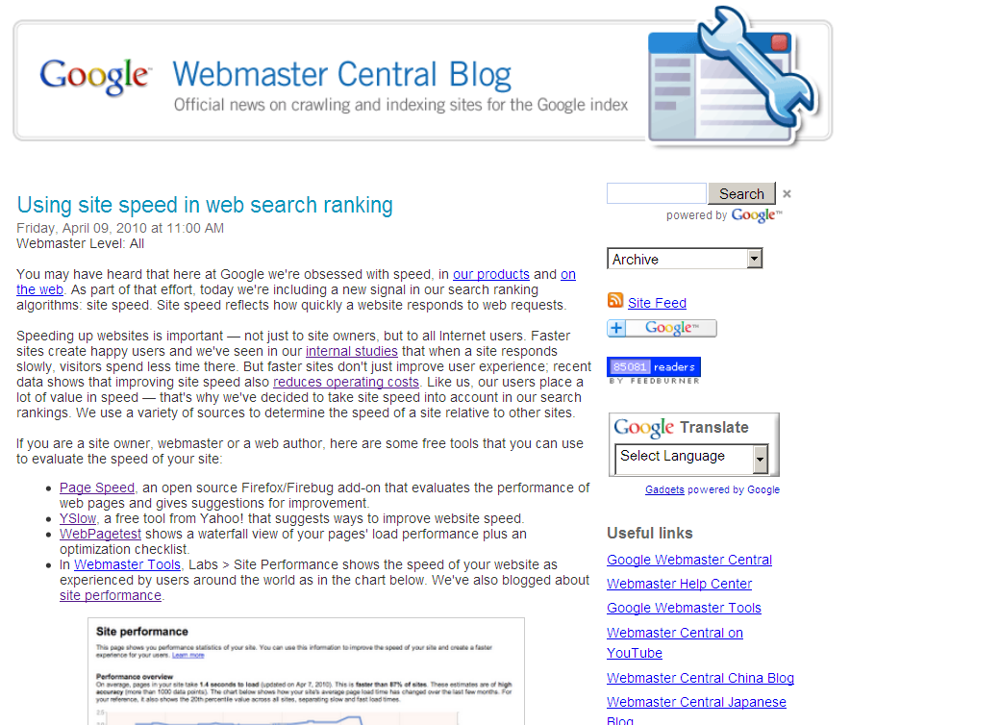 Google™ Webmaster Central Blog
Official news on crawling and indexing sites for the Google index
Using site speed in web search ranking
Friday, April 09, 2010 at 11:00 AM
Webmaster Level: All
You may have heard that here at Google we're obsessed with speed, in our products and on
the web. As part of that effort, today we're including a new signal in our search ranking
algorithms: site speed. Site speed reflects how quickly a website responds to web requests.
Speeding up websites is important — not just to site owners, but to all Internet users. Faster
sites create happy users and we've seen in our internal studies that when a site responds
slowly, visitors spend less time there. But faster sites don't just improve user experience; recent
data shows that improving site speed also reduces operating costs. Like us, our users place a
lot of value in speed — that's why we've decided to take site speed into account in our search
rankings. We use a variety of sources to determine the speed of a site relative to other sites.
If you are a site owner, webmaster or a web author, here are some free tools that you can use
to evaluate the speed of your site:
• Page Speed, an open source Firefox/Firebug add-on that evaluates the performance of
web pages and gives suggestions for improvement.
• YSlow, a free tool from Yahoo! that suggests ways to improve website speed.
• WebPagetest shows a waterfall view of your pages' load performance plus an
optimization checklist.
• In Webmaster Tools, Labs > Site Performance shows the speed of your website as
experienced by users around the world as in the chart below. We've also blogged about
site performance.
Site performance
This page shows you performance statistics of your site. You can use this information to improve the speed of your site and create a faster
experience for your users. Learn more
Performance overview
On average, pages in your site take 1.4 seconds to load (updated on Apr 7, 2010). This is faster than 87% of sites. These estimates are of high
accuracy (more than 1000 data points). The chart below shows how your site's average page load time has changed over the last few months. For
your reference, it also shows the 20th percentile value across all sites, separating slow and fast load times.
2.5
2.0
Search ×
powered by Google™
Archive
Site Feed
+ Google™
85081 readers
BY FEEDBURNER
Google Translate
Select Language
Gadgets powered by Google
Useful links
Google Webmaster Central
Webmaster Help Center
Google Webmaster Tools
Webmaster Central on
YouTube
Webmaster Central China Blog
Webmaster Central Japanese
Blog